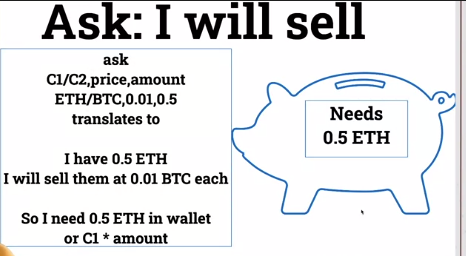 Ask: I will sell
ask
C1/C2,price,amount
ETH/BTC,0.01,0.5
translates to
I have 0.5 ETH
I will sell them at 0.01 BTC each
So I need 0.5 ETH in wallet
or C1 * amount
Needs
0.5 ETH